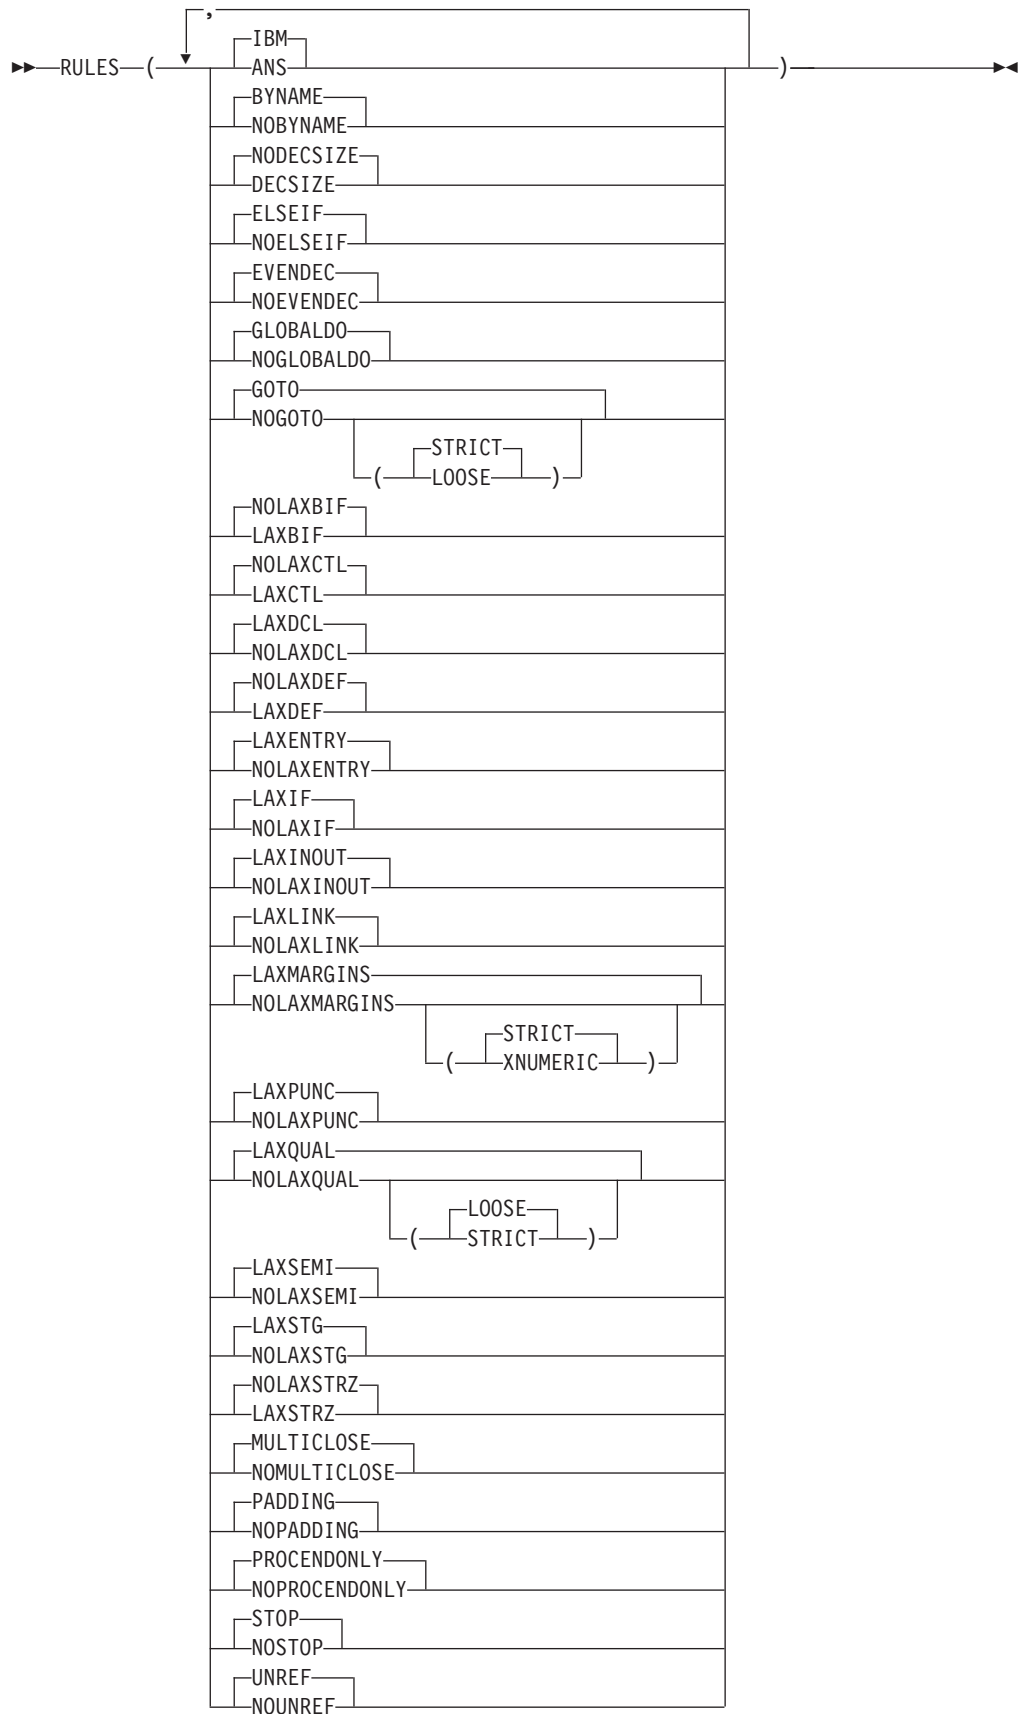 ,
IBM
RULES ( ANS )
BYNAME
NOBYNAME
NODECSIZE
DECSIZE
ELSEIF
NOELSEIF
EVENDEC
NOEVENDEC
GLOBALDO
NOGLOBALDO
GOTO
NOGOTO
STRICT
( LOOSE )
NOLAXBIF
LAXBIF
NOLAXCTL
LAXCTL
LAXDCL
NOLAXDCL
NOLAXDEF
LAXDEF
LAXENTRY
NOLAXENTRY
LAXIF
NOLAXIF
LAXINOUT
NOLAXINOUT
LAXLINK
NOLAXLINK
LAXMARGINS
NOLAXMARGINS
STRICT
( XNUMERIC )
LAXPUNC
NOLAXPUNC
LAXQUAL
NOLAXQUAL
LOOSE
( STRICT )
LAXSEMI
NOLAXSEMI
LAXSTG
NOLAXSTG
NOLAXSTRZ
LAXSTRZ
MULTICLOSE
NOMULTICLOSE
PADDING
NOPADDING
PROCENDONLY
NOPROCENDONLY
STOP
NOSTOP
UNREF
NOUNREF